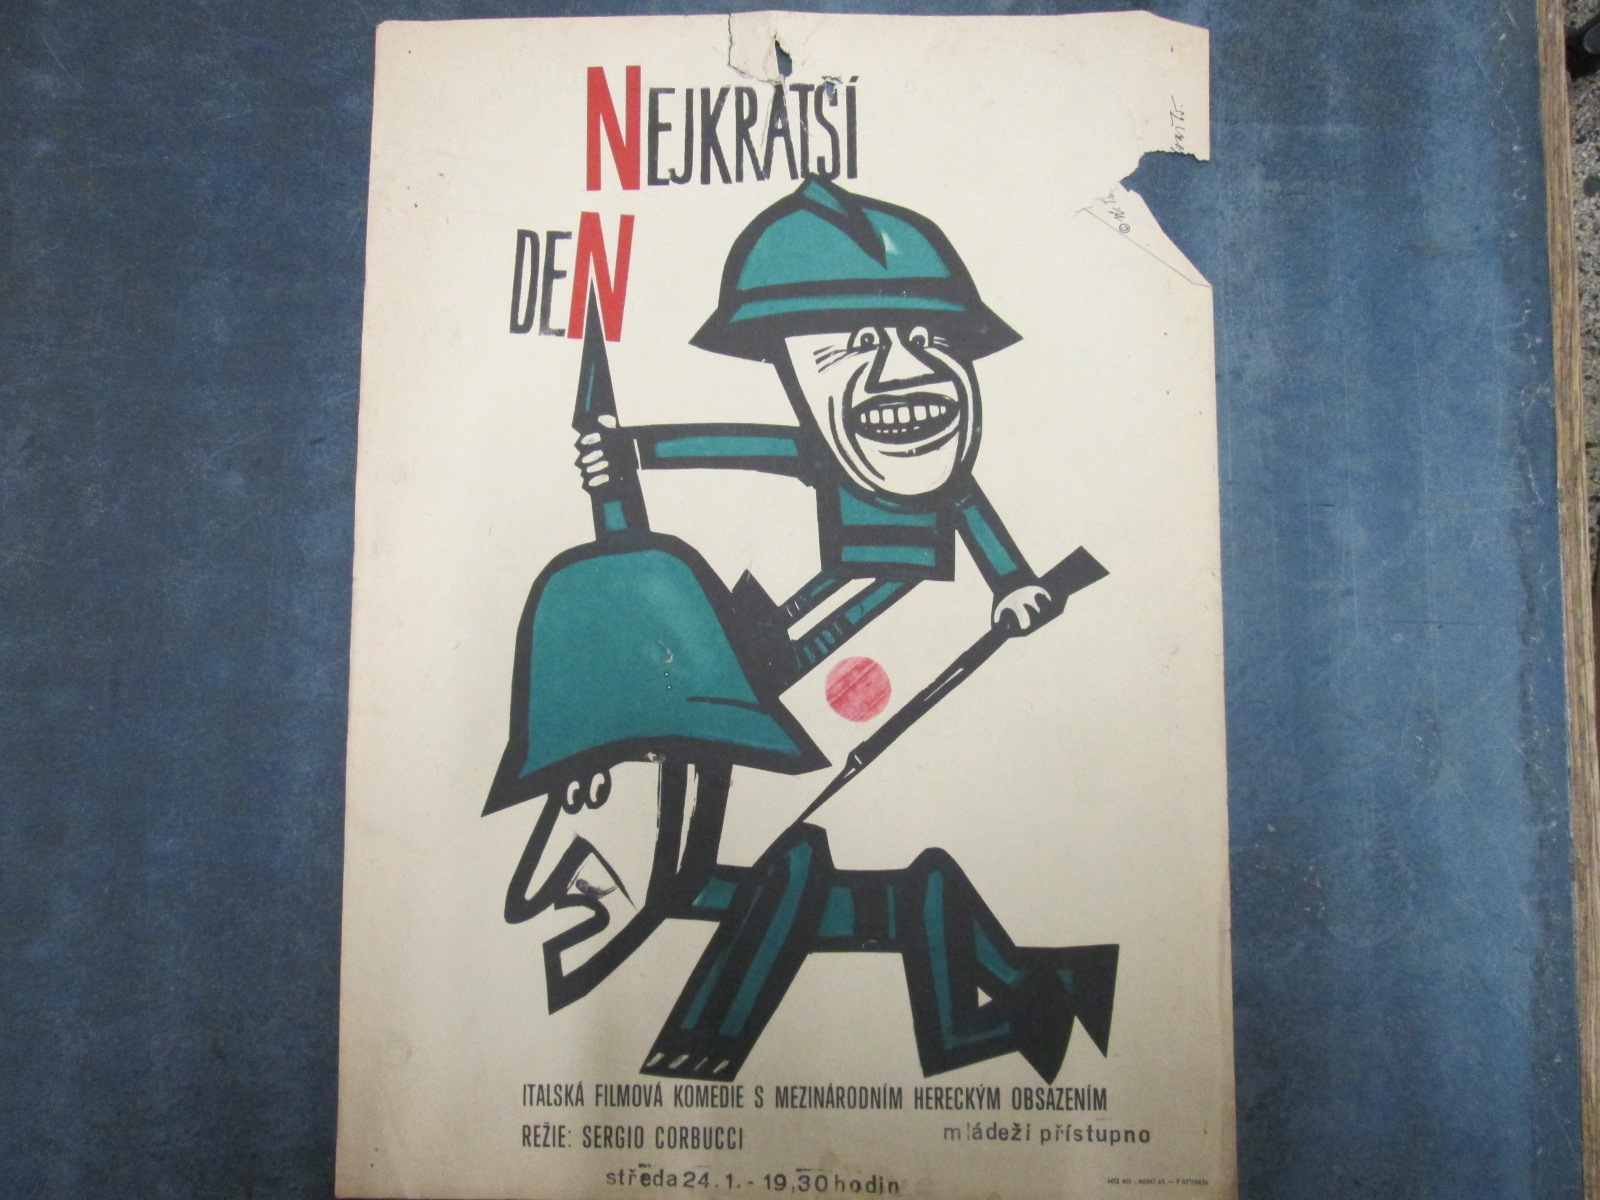 NEJKRATŠÍ
DEN
ITALSKÁ FILMOVÁ KOMEDIE S MEZINÁRODNÍM HERECKÝM OBSAZENÍM
REŽIE: SERGIO CORBUCCI
mládeži přístupno
středa 24.1. - 19,30 hodin